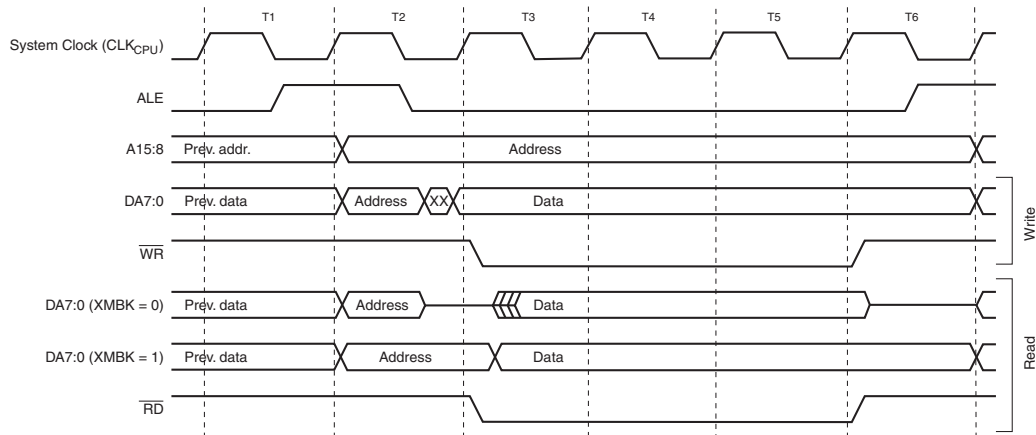 T1 T2 T3 T4 T5 T6
System Clock (CLKCPU)
ALE
A15:8 Prev. addr. Address
DA7:0 Prev. data Address XX Data
WR
Write
DA7:0 (XMBK = 0) Prev. data Address Data
DA7:0 (XMBK = 1) Prev. data Address Data
RD
Read